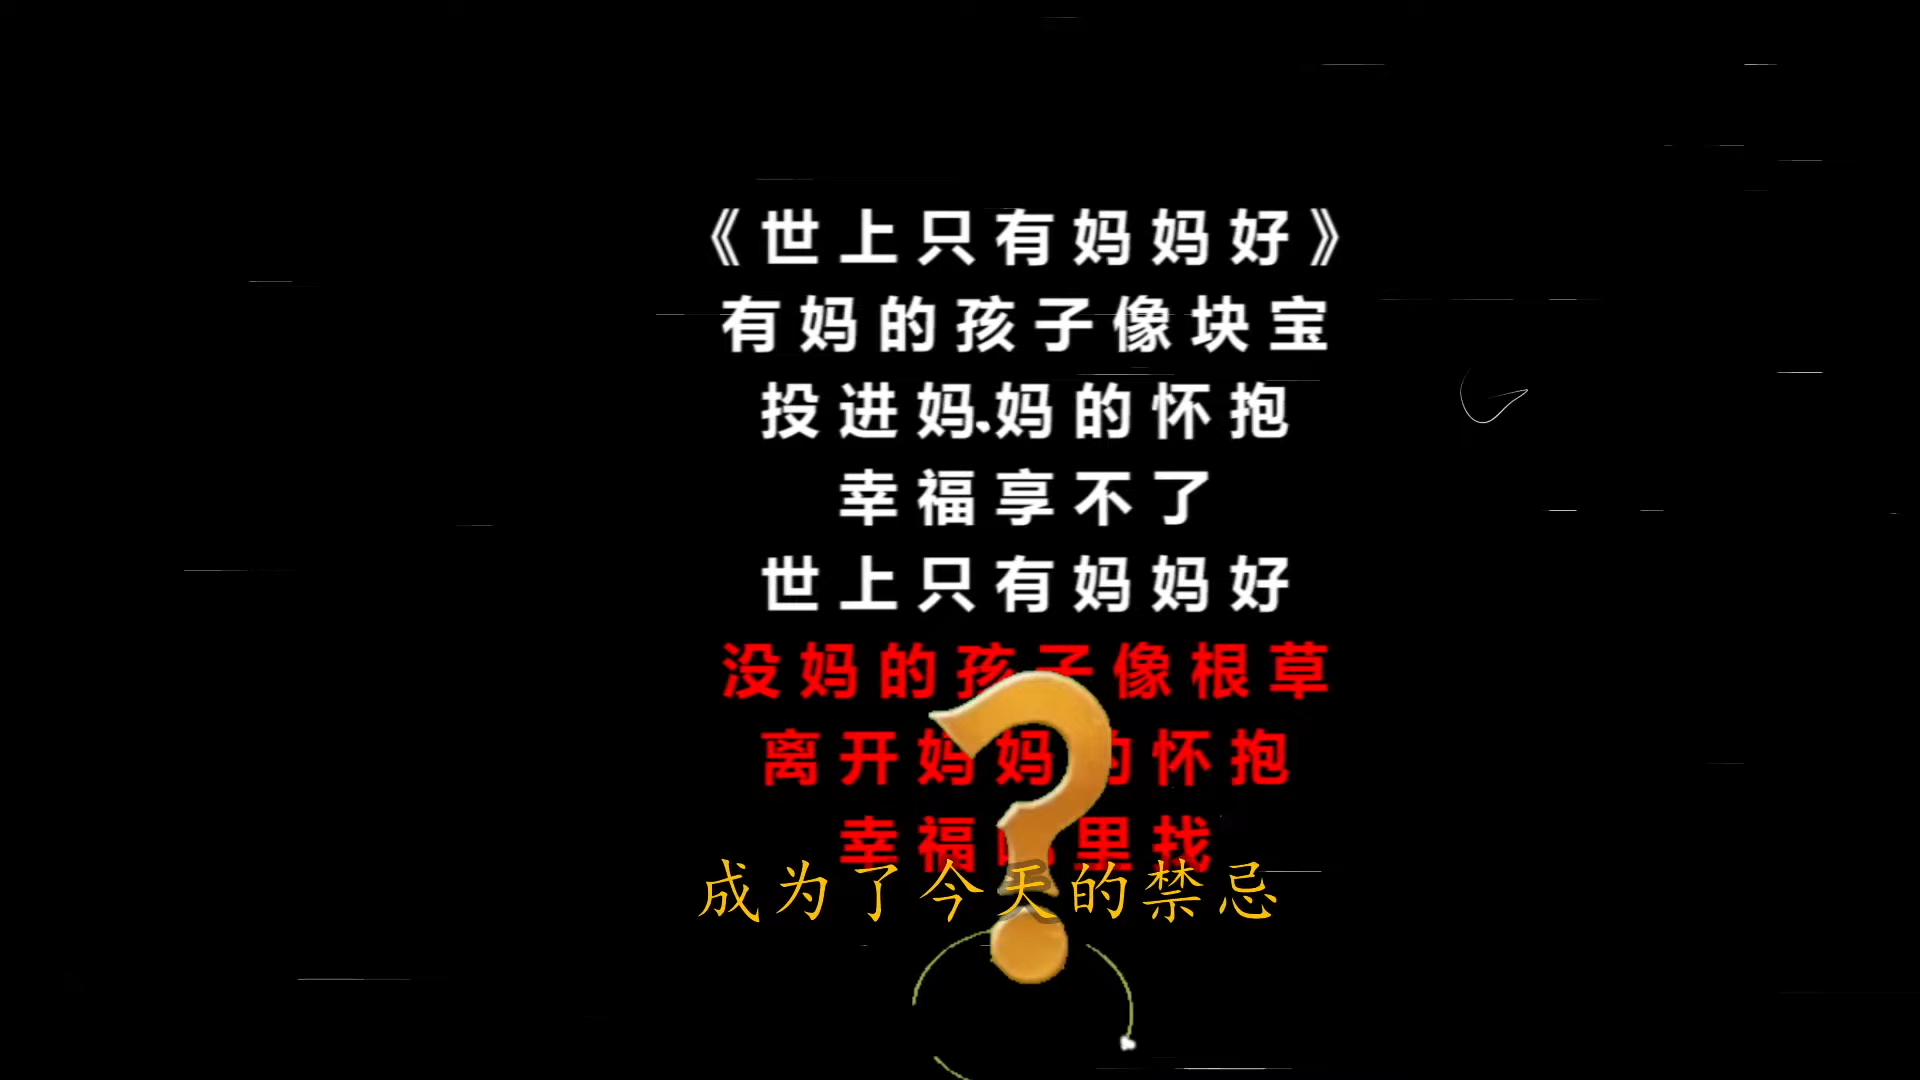 《世上只有妈妈好》
有妈的孩子像块宝
投进妈妈的怀抱
幸福享不了
世上只有妈妈好
没妈的孩子像根草
离开妈妈的怀抱
幸福哪里找
成为了今天的禁忌